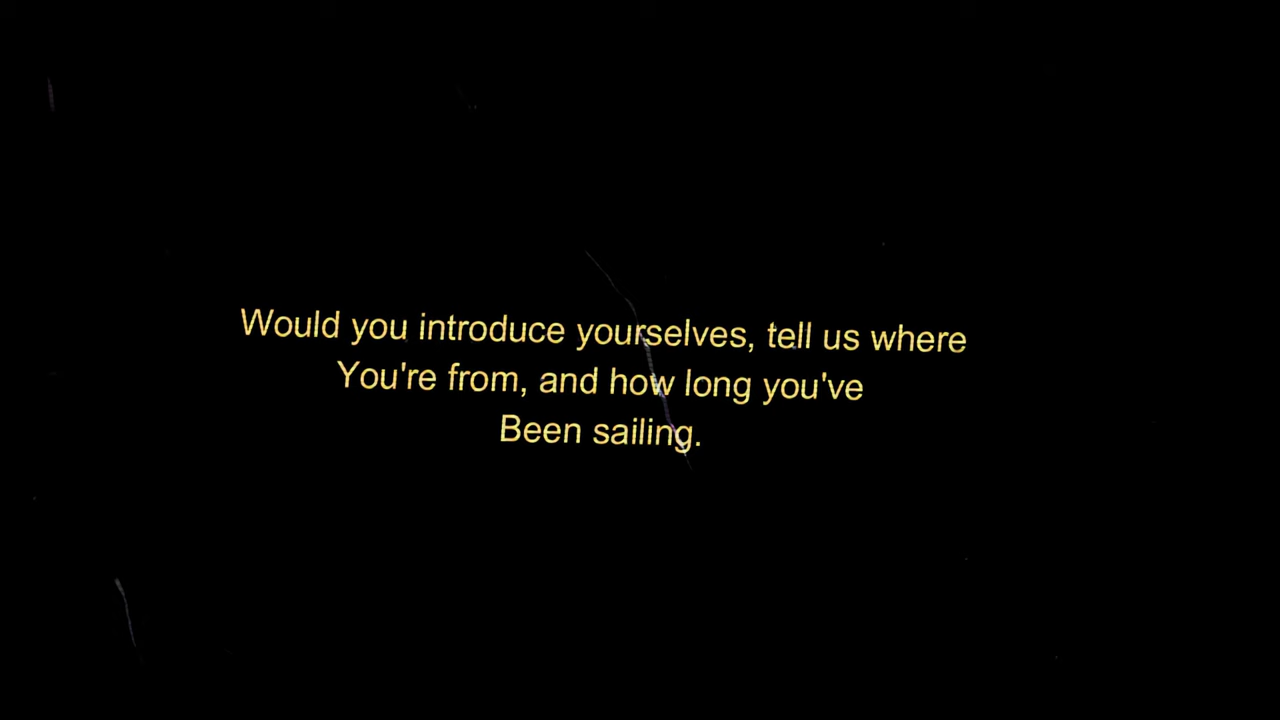 Would you introduce yourselves, tell us where
You're from, and how long you've
Been sailing.